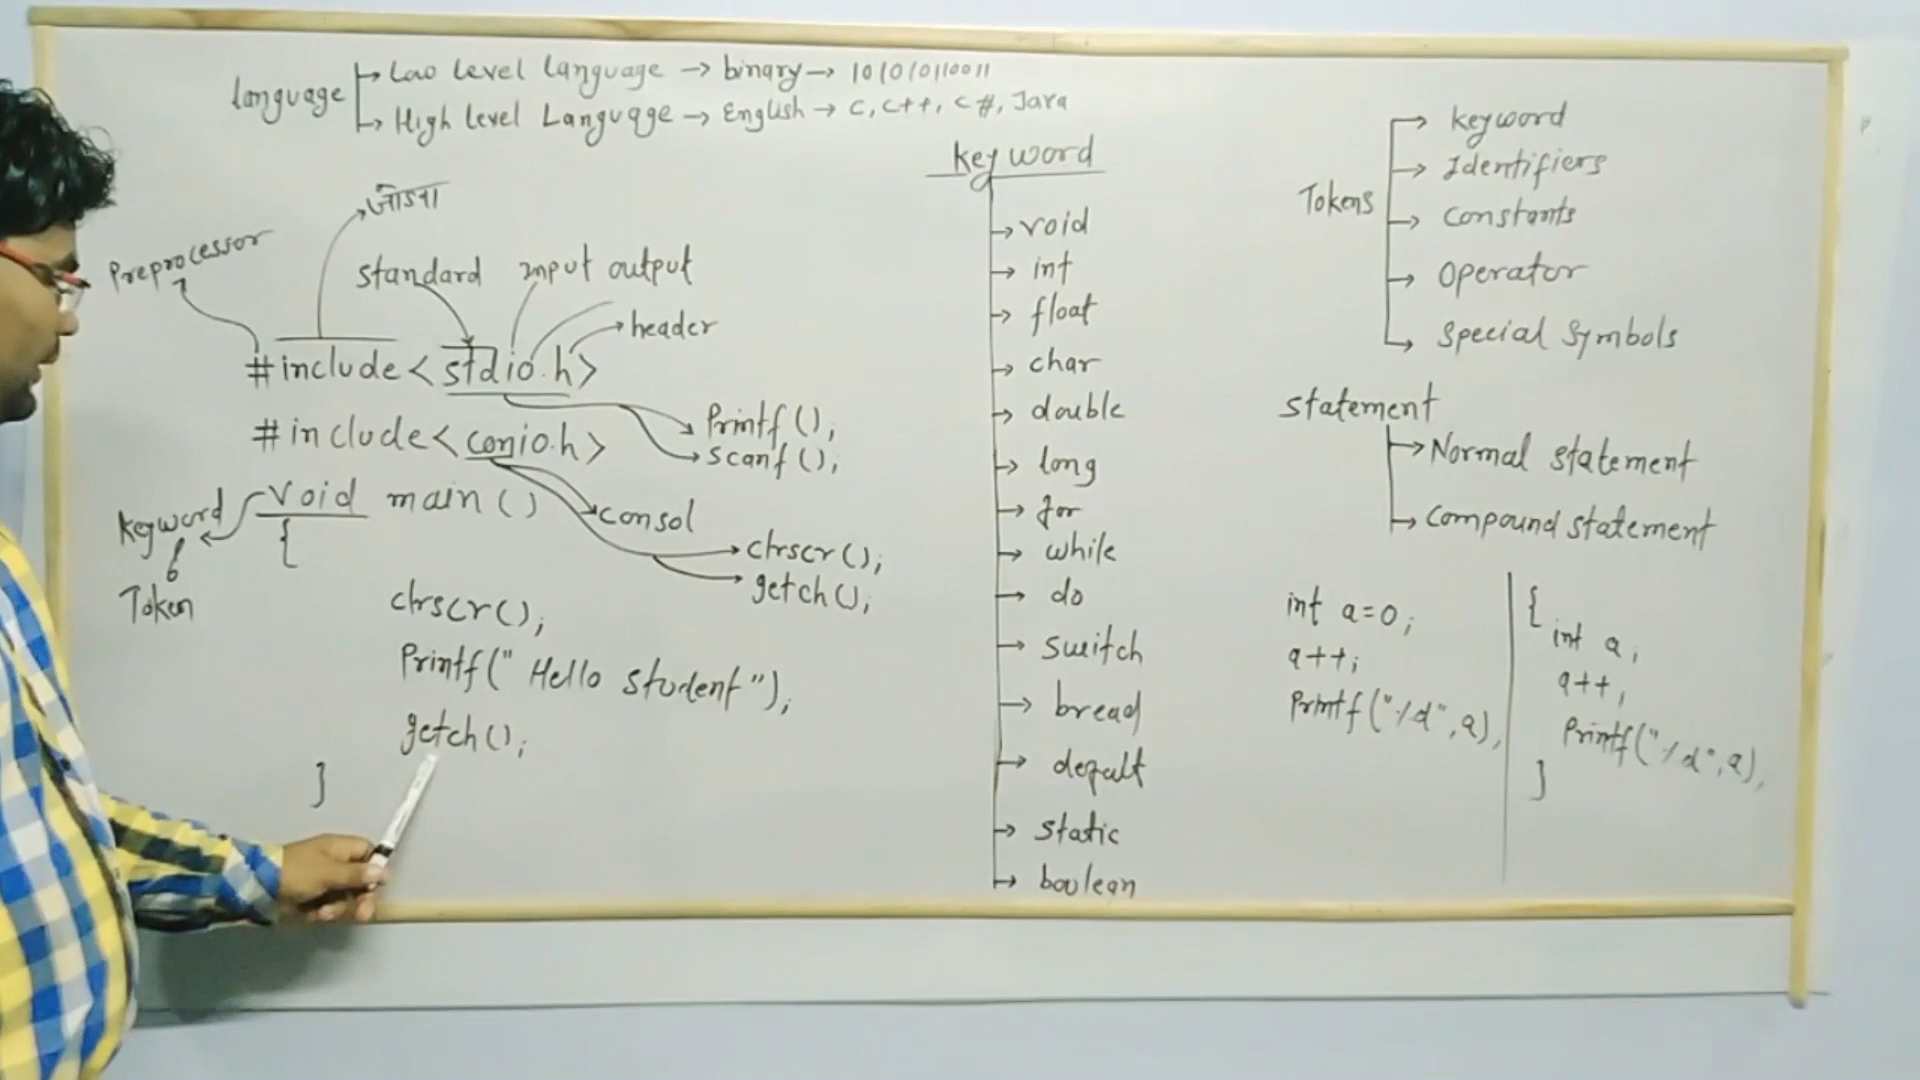 language → Low Level language → binary → 10101010011
→ High level Language → English → C, C++, C#, Java
Preprocessor
जोडना
standard input output
header
#include<stdio.h>
Printf();
scanf();
#include<conio.h>
consol
clrscr();
getch();
keyword
Token
void main()
{
clrscr();
Printf("Hello student");
getch();
}
keyword
→ void
→ int
→ float
→ char
→ double
→ long
→ for
→ while
→ do
→ switch
→ bread
→ defalt
→ static
→ boolean
Tokens
→ keyword
→ Identifiers
→ Constants
→ Operator
→ Special Symbols
Statement
→ Normal statement
→ Compound statement
int a=0;
a++;
Printf("%d",a);
{
int a;
a++;
Printf("%d",a);
}